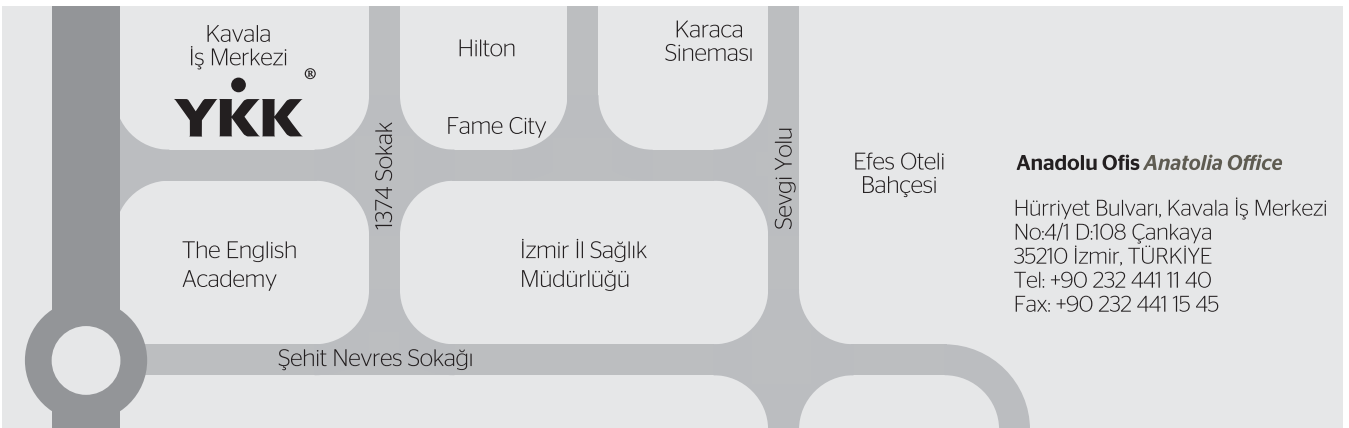 Kavala
İş Merkezi
YKK®
Hilton
Fame City
Karaca
Sineması
1374 Sokak
Sevgi Yolu
Efes Oteli
Bahçesi
The English
Academy
İzmir İl Sağlık
Müdürlüğü
Şehit Nevres Sokağı
Anadolu Ofis Anatolia Office
Hürriyet Bulvarı, Kavala İş Merkezi
No:4/1 D:108 Çankaya
35210 İzmir, TÜRKİYE
Tel: +90 232 441 11 40
Fax: +90 232 441 15 45